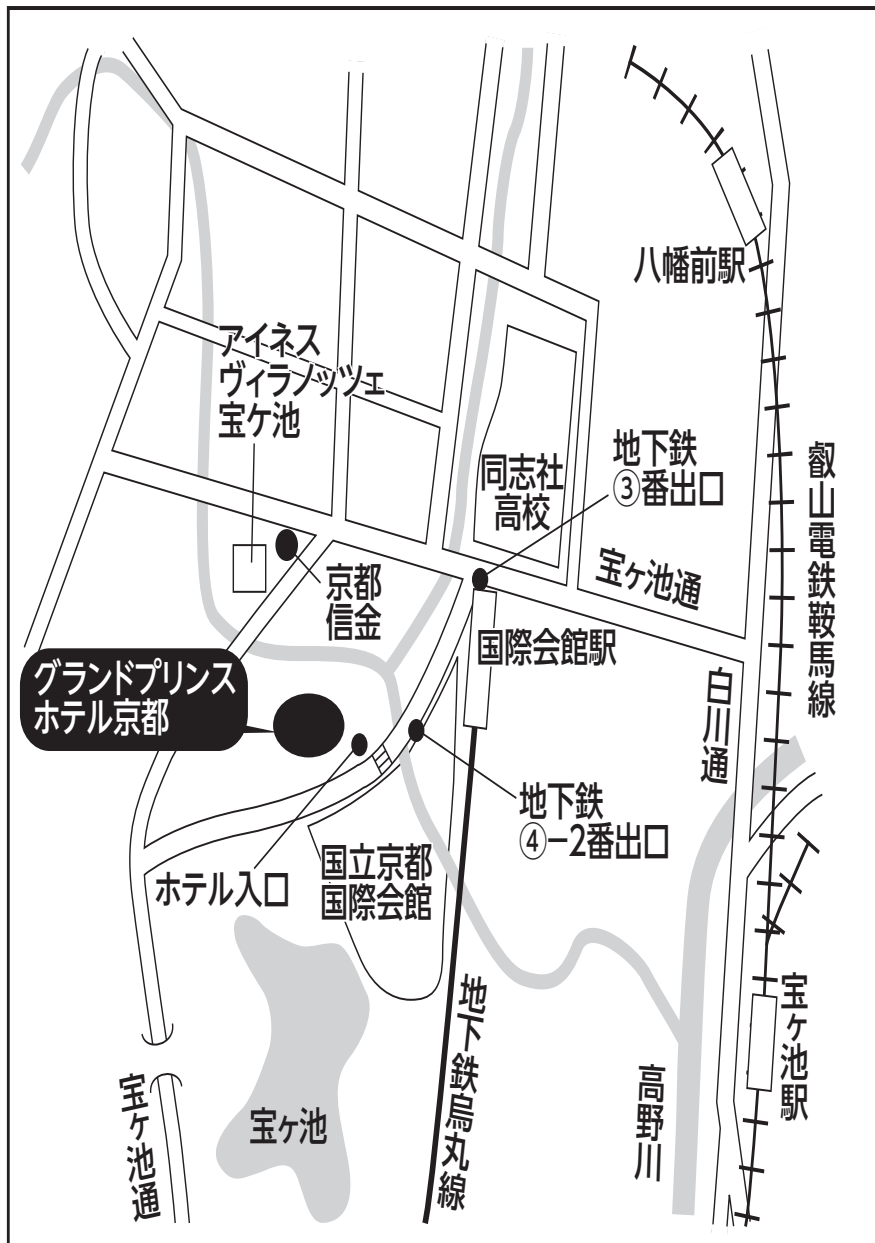 八幡前駅
アイネス
ヴィラノッツェ
宝ケ池
同志社
高校
地下鉄
③番出口
叡山電鉄鞍馬線
京都
信金
宝ヶ池通
国際会館駅
グランドプリンス
ホテル京都
白川通
地下鉄
④−2番出口
ホテル入口
国立京都
国際会館
地下鉄烏丸線
宝ヶ池駅
高野川
宝ヶ池通
宝ヶ池